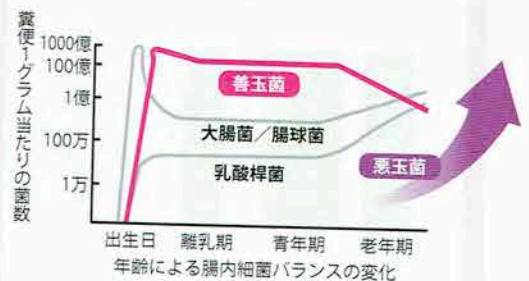 糞便1グラム当たりの菌数
1000億
100億
1億
100万
1万
善玉菌
大腸菌／腸球菌
乳酸桿菌
悪玉菌
出生日 離乳期 青年期 老年期
年齢による腸内細菌バランスの変化